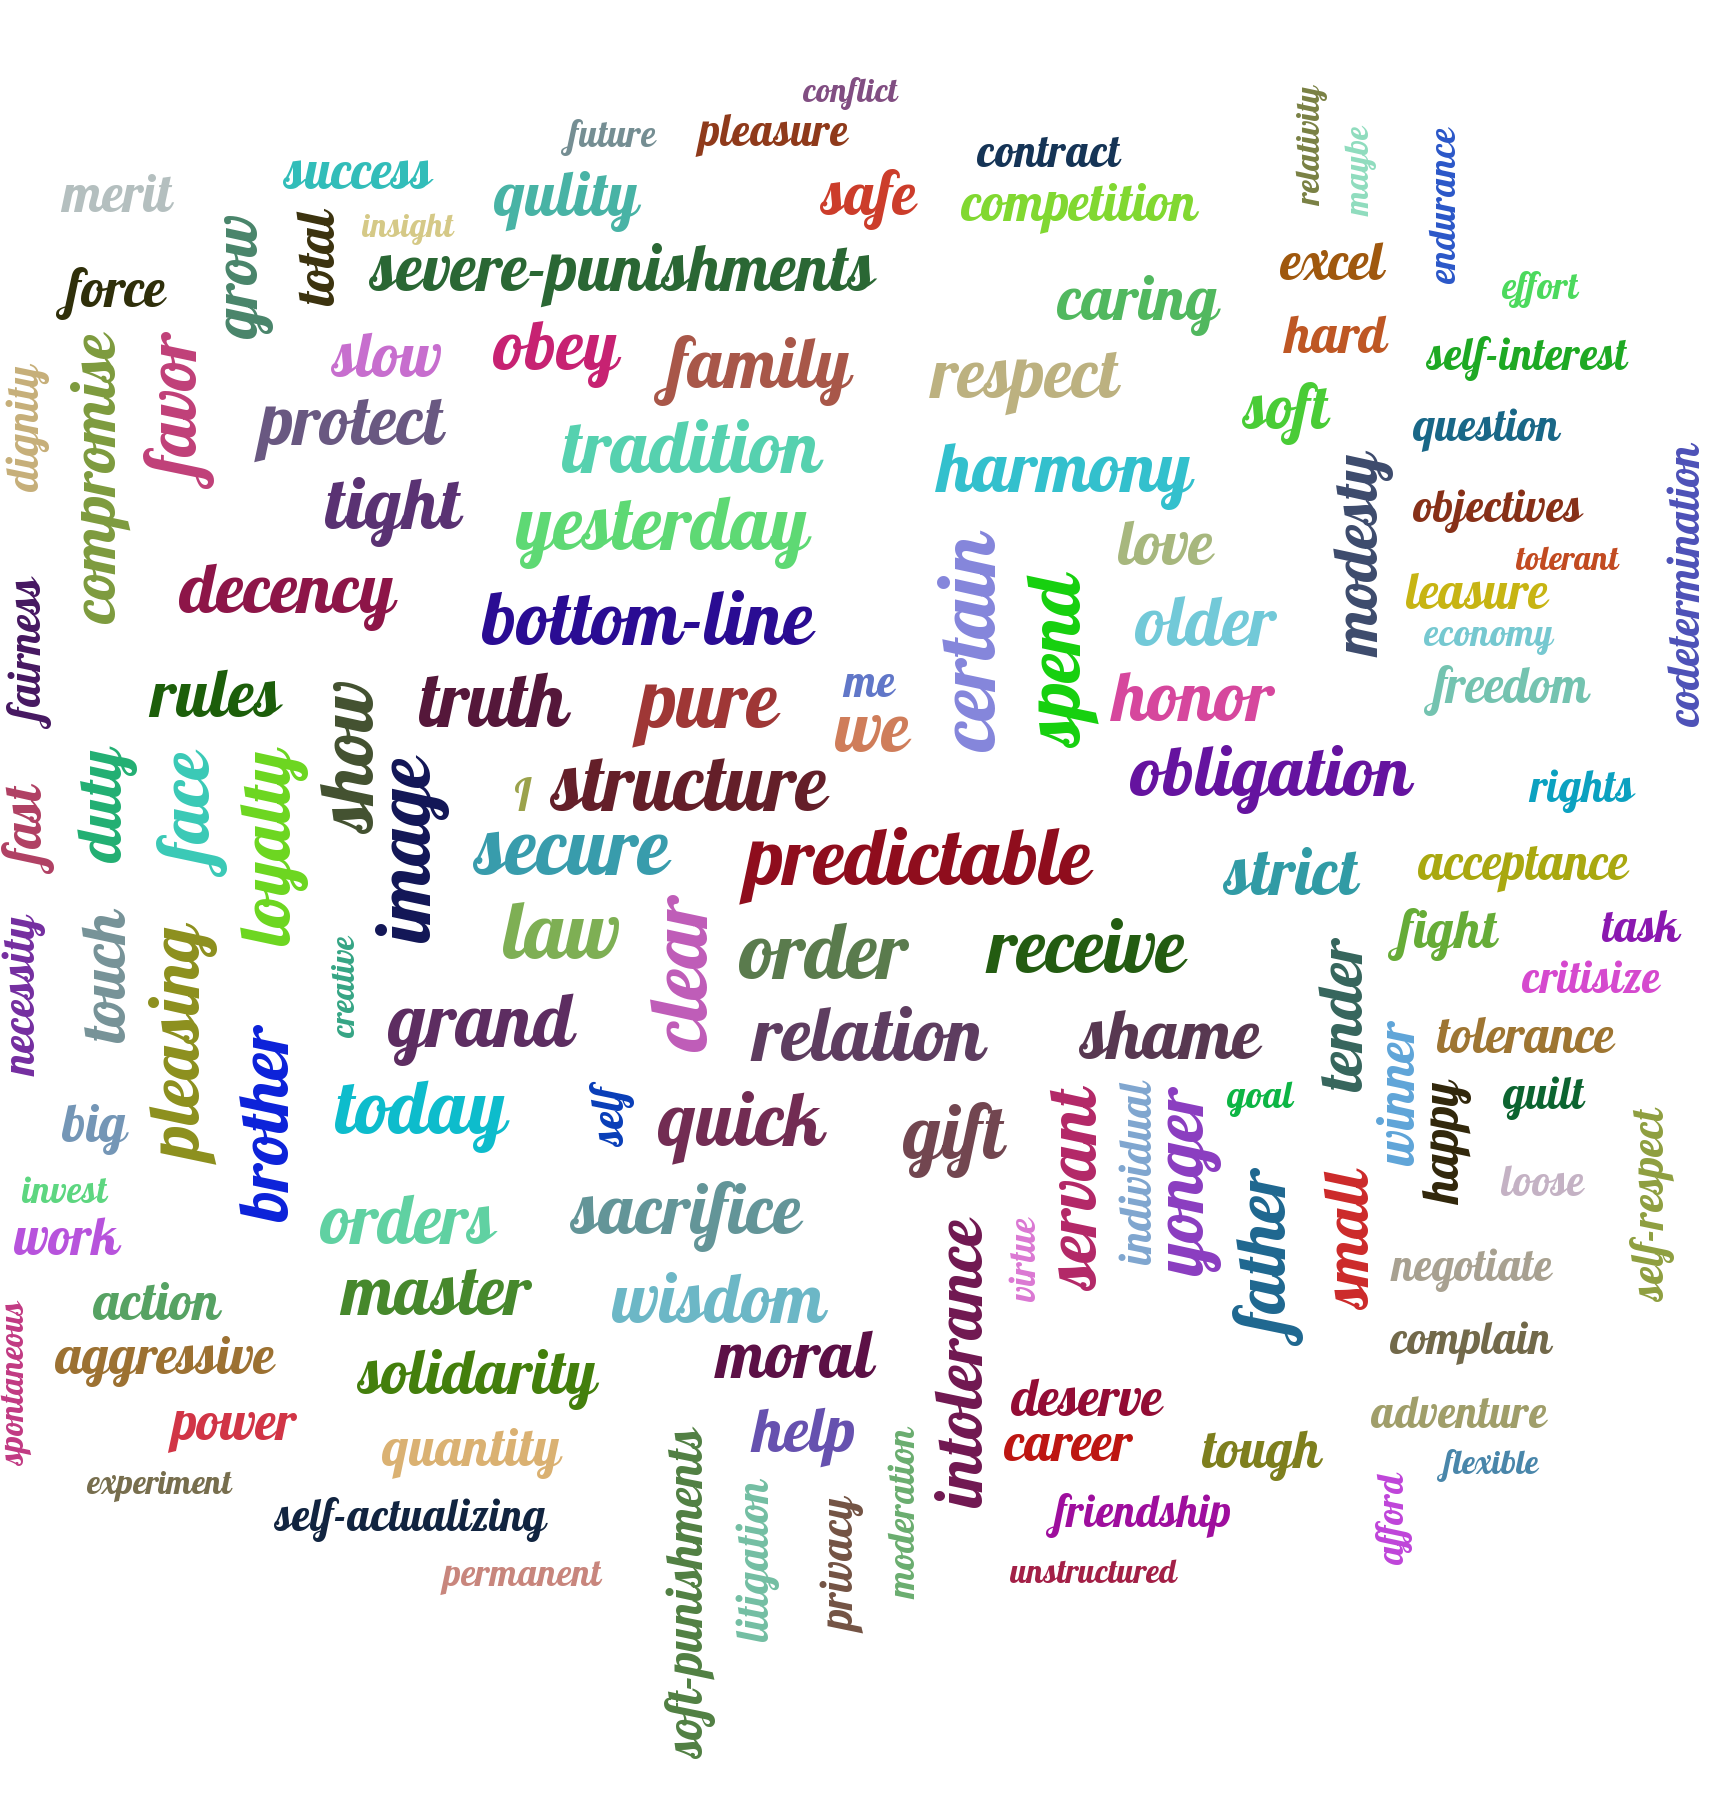 conflict
future
pleasure
contract
relativity
maybe
endurance
success
merit
qulity
safe
competition
insight
grow
total
severe-punishments
force
excel
caring
effort
compromise
favor
slow
obey
family
hard
respect
self-interest
dignity
protect
soft
question
tradition
harmony
modesty
codetermination
tight
yesterday
objectives
love
tolerant
certain
spend
decency
leasure
fairness
bottom-line
older
economy
rules
show
truth
pure
me
honor
freedom
we
duty
face
loyalty
image
I
structure
obligation
rights
fast
secure
predictable
strict
acceptance
necessity
touch
pleasing
creative
law
clear
order
receive
fight
task
tender
critisize
grand
relation
shame
tolerance
brother
winner
today
self
quick
gift
servant
individual
yonger
goal
happy
guilt
self-respect
big
invest
orders
sacrifice
father
small
loose
work
intolerance
virtue
negotiate
action
master
wisdom
spontaneous
aggressive
solidarity
moral
complain
deserve
power
help
career
adventure
quantity
soft-punishments
moderation
tough
flexible
experiment
litigation
privacy
afford
self-actualizing
friendship
permanent
unstructured